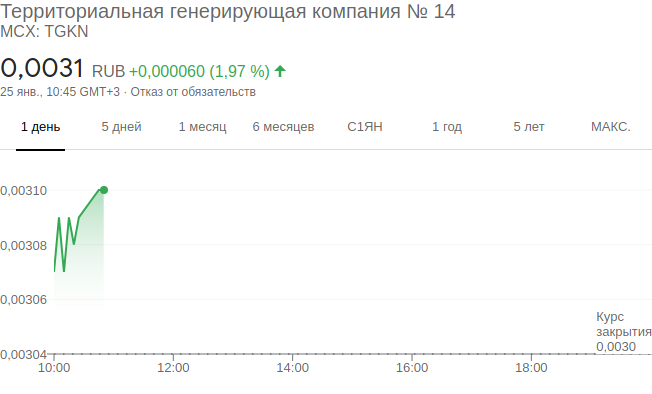 Территориальная генерирующая компания № 14
MCX: TGKN
0,0031 RUB +0,000060 (1,97 %)
25 янв., 10:45 GMT+3 · Отказ от обязательств
1 день 5 дней 1 месяц 6 месяцев С1ЯН 1 год 5 лет МАКС.
0,00310
0,00308
0,00306
Курс
закрытия
0,0030
0,00304
10:00 12:00 14:00 16:00 18:00